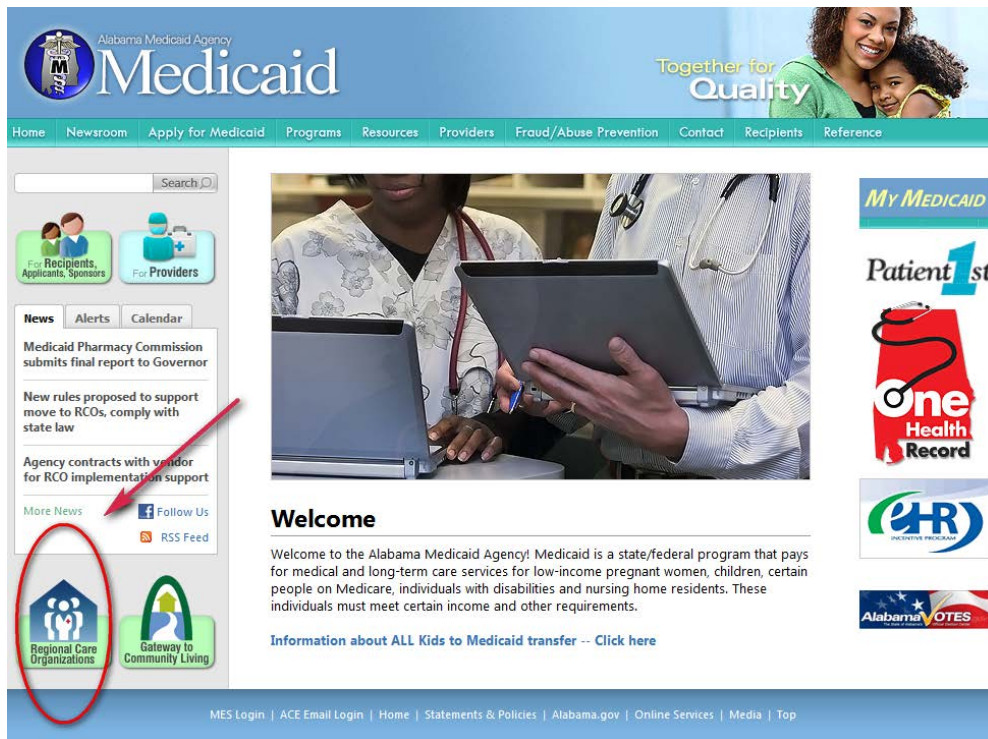 Alabama Medicaid Agency
Medicaid
Together for
Quality
Home Newsroom Apply for Medicaid Programs Resources Providers Fraud/Abuse Prevention Contact Recipients Reference
Search
For Recipients,
Applicants, Sponsors
For Providers
News Alerts Calendar
Medicaid Pharmacy Commission
submits final report to Governor
New rules proposed to support
move to RCOs, comply with
state law
Agency contracts with vendor
for RCO implementation support
More News
Follow Us
RSS Feed
Regional Care
Organizations
Gateway to
Community Living
Welcome
Welcome to the Alabama Medicaid Agency! Medicaid is a state/federal program that pays
for medical and long-term care services for low-income pregnant women, children, certain
people on Medicare, individuals with disabilities and nursing home residents. These
individuals must meet certain income and other requirements.
Information about ALL Kids to Medicaid transfer -- Click here
MY MEDICAID
Patient 1st
One
Health
Record
eHR
INCENTIVE PROGRAM
Alabama VOTES
MES Login | ACE Email Login | Home | Statements & Policies | Alabama.gov | Online Services | Media | Top